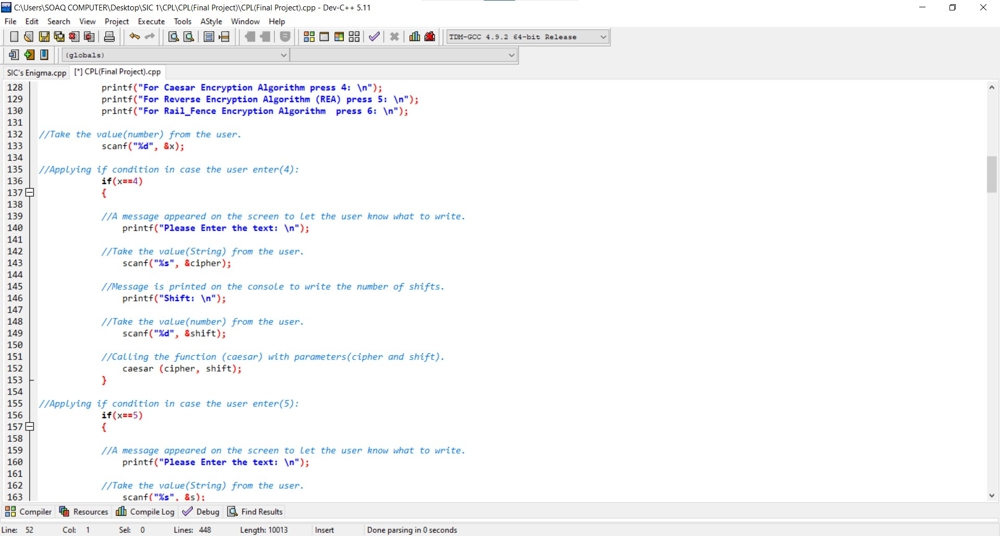 C:\Users\SOAQ COMPUTER\Desktop\SIC 1\CPL\CPL(Final Project)\CPL(Final Project).cpp - Dev-C++ 5.11
File Edit Search View Project Execute Tools AStyle Window Help
TDM-GCC 4.9.2 64-bit Release
(globals)
SIC's Enigma.cpp [*] CPL(Final Project).cpp
128 printf("For Caesar Encryption Algorithm press 4: \n");
129 printf("For Reverse Encryption Algorithm (REA) press 5: \n");
130 printf("For Rail_Fence Encryption Algorithm  press 6: \n");
131
132 //Take the value(number) from the user.
133 scanf("%d", &x);
134
135 //Applying if condition in case the user enter(4):
136 if(x==4)
137 {
138
139 //A message appeared on the screen to let the user know what to write.
140 printf("Please Enter the text: \n");
141
142 //Take the value(String) from the user.
143 scanf("%s", &cipher);
144
145 //Message is printed on the console to write the number of shifts.
146 printf("Shift: \n");
147
148 //Take the value(number) from the user.
149 scanf("%d", &shift);
150
151 //Calling the function (caesar) with parameters(cipher and shift).
152 caesar (cipher, shift);
153 }
154
155 //Applying if condition in case the user enter(5):
156 if(x==5)
157 {
158
159 //A message appeared on the screen to let the user know what to write.
160 printf("Please Enter the text: \n");
161
162 //Take the value(String) from the user.
163 scanf("%s", &s);
Compiler Resources Compile Log Debug Find Results
Line: 52 Col: 1 Sel: 0 Lines: 448 Length: 10013 Insert Done parsing in 0 seconds